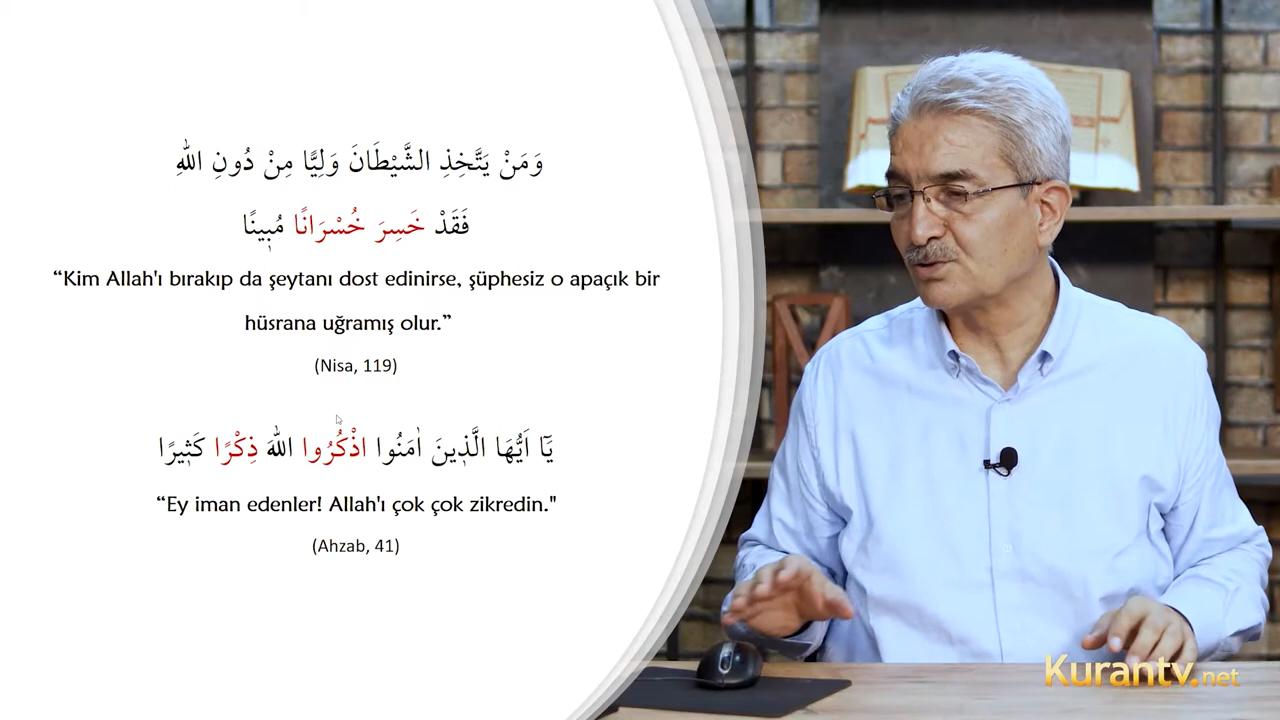 وَمَنْ يَتَّخِذِ الشَّيْطَانَ وَلِيًّا مِنْ دُونِ اللّٰهِ
فَقَدْ خَسِرَ خُسْرَانًا مُب۪ينًا
“Kim Allah'ı bırakıp da şeytanı dost edinirse, şüphesiz o apaçık bir
hüsrana uğramış olur.”
(Nisa, 119)
يَٓا اَيُّهَا الَّذ۪ينَ اٰمَنُوا اذْكُرُوا اللّٰهَ ذِكْرًا كَث۪يرًا
“Ey iman edenler! Allah'ı çok çok zikredin."
(Ahzab, 41)
Kurantv.net